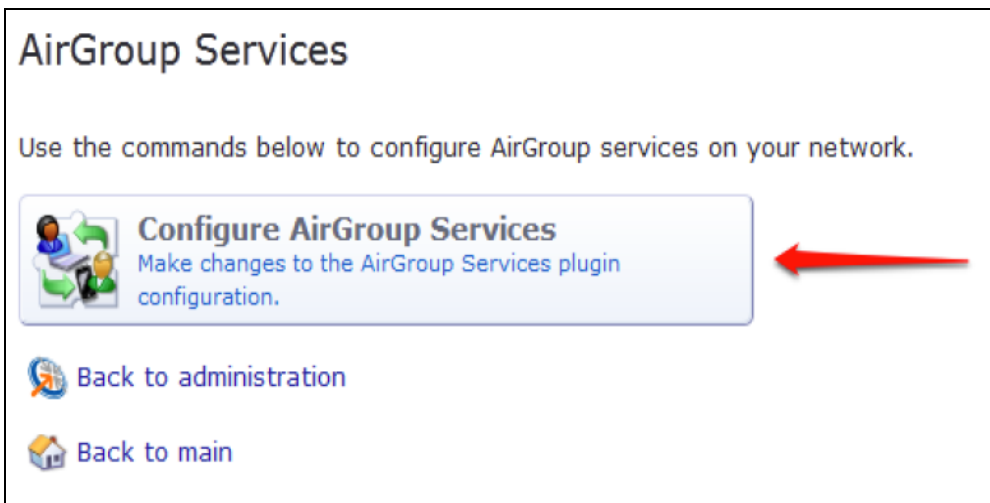 AirGroup Services
Use the commands below to configure AirGroup services on your network.
Configure AirGroup Services
Make changes to the AirGroup Services plugin
configuration.
Back to administration
Back to main